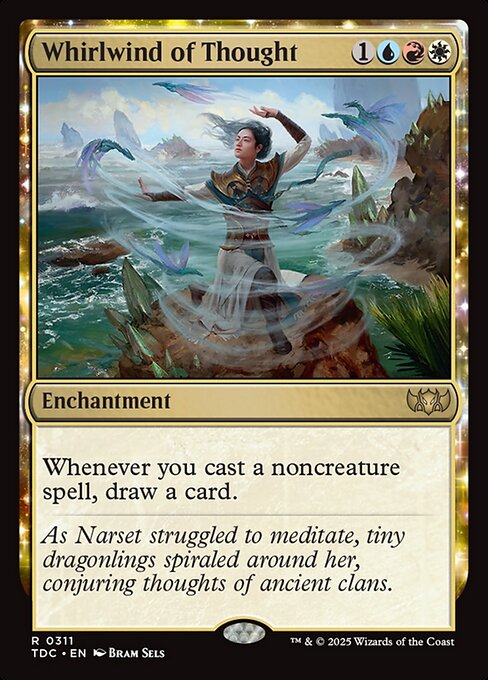 Whirlwind of Thought 1
Enchantment
Whenever you cast a noncreature
spell, draw a card.
As Narset struggled to meditate, tiny
dragonlings spiraled around her,
conjuring thoughts of ancient clans.
R 0311
TDC • EN Bram Sels
™ & © 2025 Wizards of the Coast